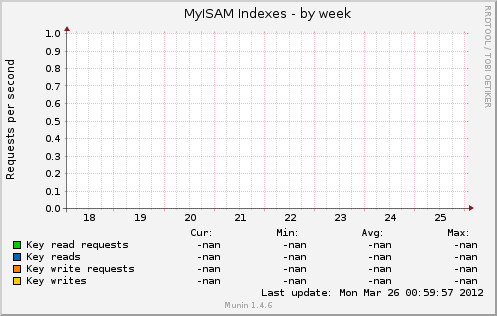 MyISAM Indexes - by week
RRDTOOL / TOBI OETIKER
Requests per second
1.0
0.9
0.8
0.7
0.6
0.5
0.4
0.3
0.2
0.1
0.0
18 19 20 21 22 23 24 25
Cur: Min: Avg: Max:
Key read requests -nan -nan -nan -nan
Key reads -nan -nan -nan -nan
Key write requests -nan -nan -nan -nan
Key writes -nan -nan -nan -nan
Last update: Mon Mar 26 00:59:57 2012
Munin 1.4.6